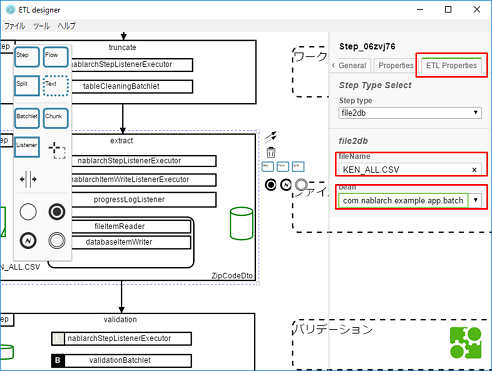 ETL designer
ファイル ツール ヘルプ
Step
Flow
Split
Text
Batchlet
Chunk
Listener
truncate
nablarchStepListenerExecutor
tableCleaningBatchlet
extract
nablarchStepListenerExecutor
nablarchItemWriteListenerExecutor
progressLogListener
fileItemReader
databaseItemWriter
N_ALL.CSV
ZipCodeDto
validation
nablarchStepListenerExecutor
B validationBatchlet
ワーク
ファイ
バリデーション
Step_06zvj76
General Properties ETL Properties
Step Type Select
Step type
file2db
file2db
fileName
KEN_ALL.CSV
bean
com.nablarch.example.app.batch